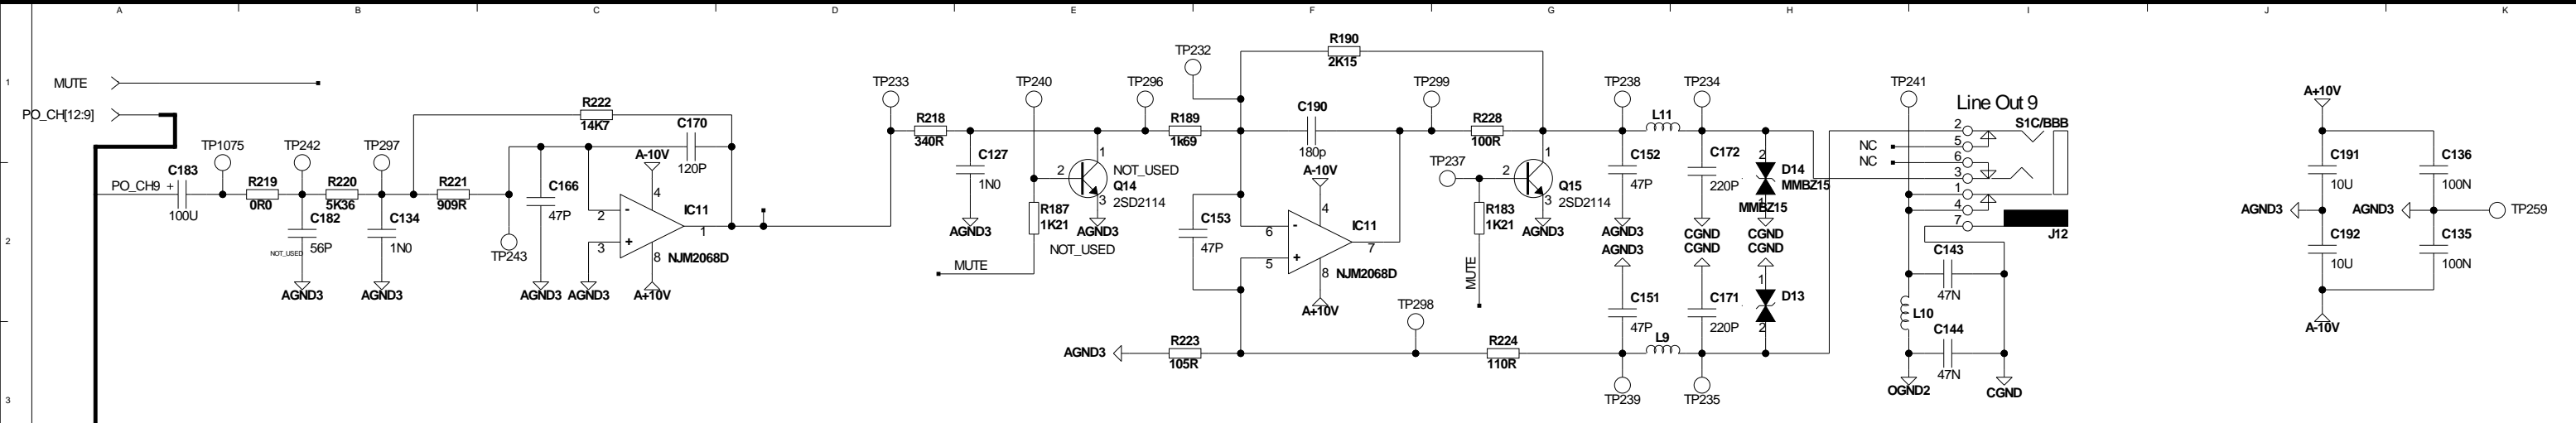 A B C D E F G H I J K
1
2
3
MUTE
PO_CH[12:9]
PO_CH9 +
C183
100U
TP1075
R219
0R0
TP242
C182
56P
NOT_USED
AGND3
R220
5K36
TP297
C134
1N0
AGND3
R222
14K7
R221
909R
TP243
C166
47P
AGND3
AGND3
C170
120P
A-10V
4
2
-
3
+
1
8
IC11
NJM2068D
A+10V
TP233
R218
340R
C127
1N0
AGND3
TP240
MUTE
R187
1K21
NOT_USED
1
2
3
NOT_USED
Q14
2SD2114
AGND3
TP296
R189
1k69
TP232
R190
2K15
C190
180p
C153
47P
A-10V
4
6
-
5
+
7
8
IC11
NJM2068D
A+10V
AGND3
R223
105R
TP298
R224
110R
TP299
R228
100R
TP237
R183
1K21
MUTE
1
2
3
Q15
2SD2114
AGND3
TP238
C152
47P
AGND3
AGND3
C151
47P
TP239
L11
L9
TP234
C172
220P
CGND
CGND
C171
220P
TP235
2
D14
MMBZ15
MMBZ15
1
CGND
CGND
1
D13
2
TP241
Line Out 9
S1C/BBB
2
5
6
3
1
4
7
NC
NC
J12
C143
47N
L10
C144
47N
OGND2
CGND
A+10V
C191
10U
C136
100N
AGND3
AGND3
TP259
C192
10U
C135
100N
A-10V